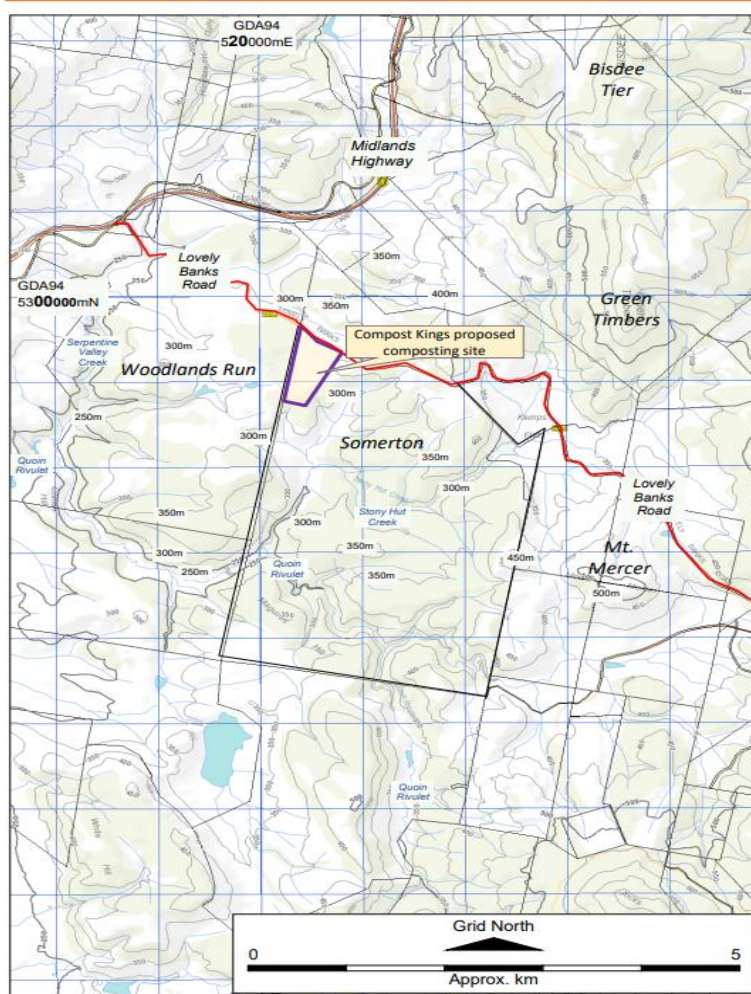 GDA94
520000mE
Bisdee
Tier
Midlands
Highway
350m
Lovely
Banks
Road
GDA94
5300000mN
300m
350m
400m
Green
Timbers
Serpentine
Valley
Creek
300m
Compost Kings proposed
composting site
Woodlands Run
300m
250m
300m
Somerton
350m
Quoin
Rivulet
300m
Lovely
Banks
Road
350m
300m
Stony Hut
Creek
300m
350m
450m
Mt.
Mercer
250m
Quoin
Rivulet
350m
500m
Quoin
Rivulet
White
Hill
Grid North
0
5
Approx. km